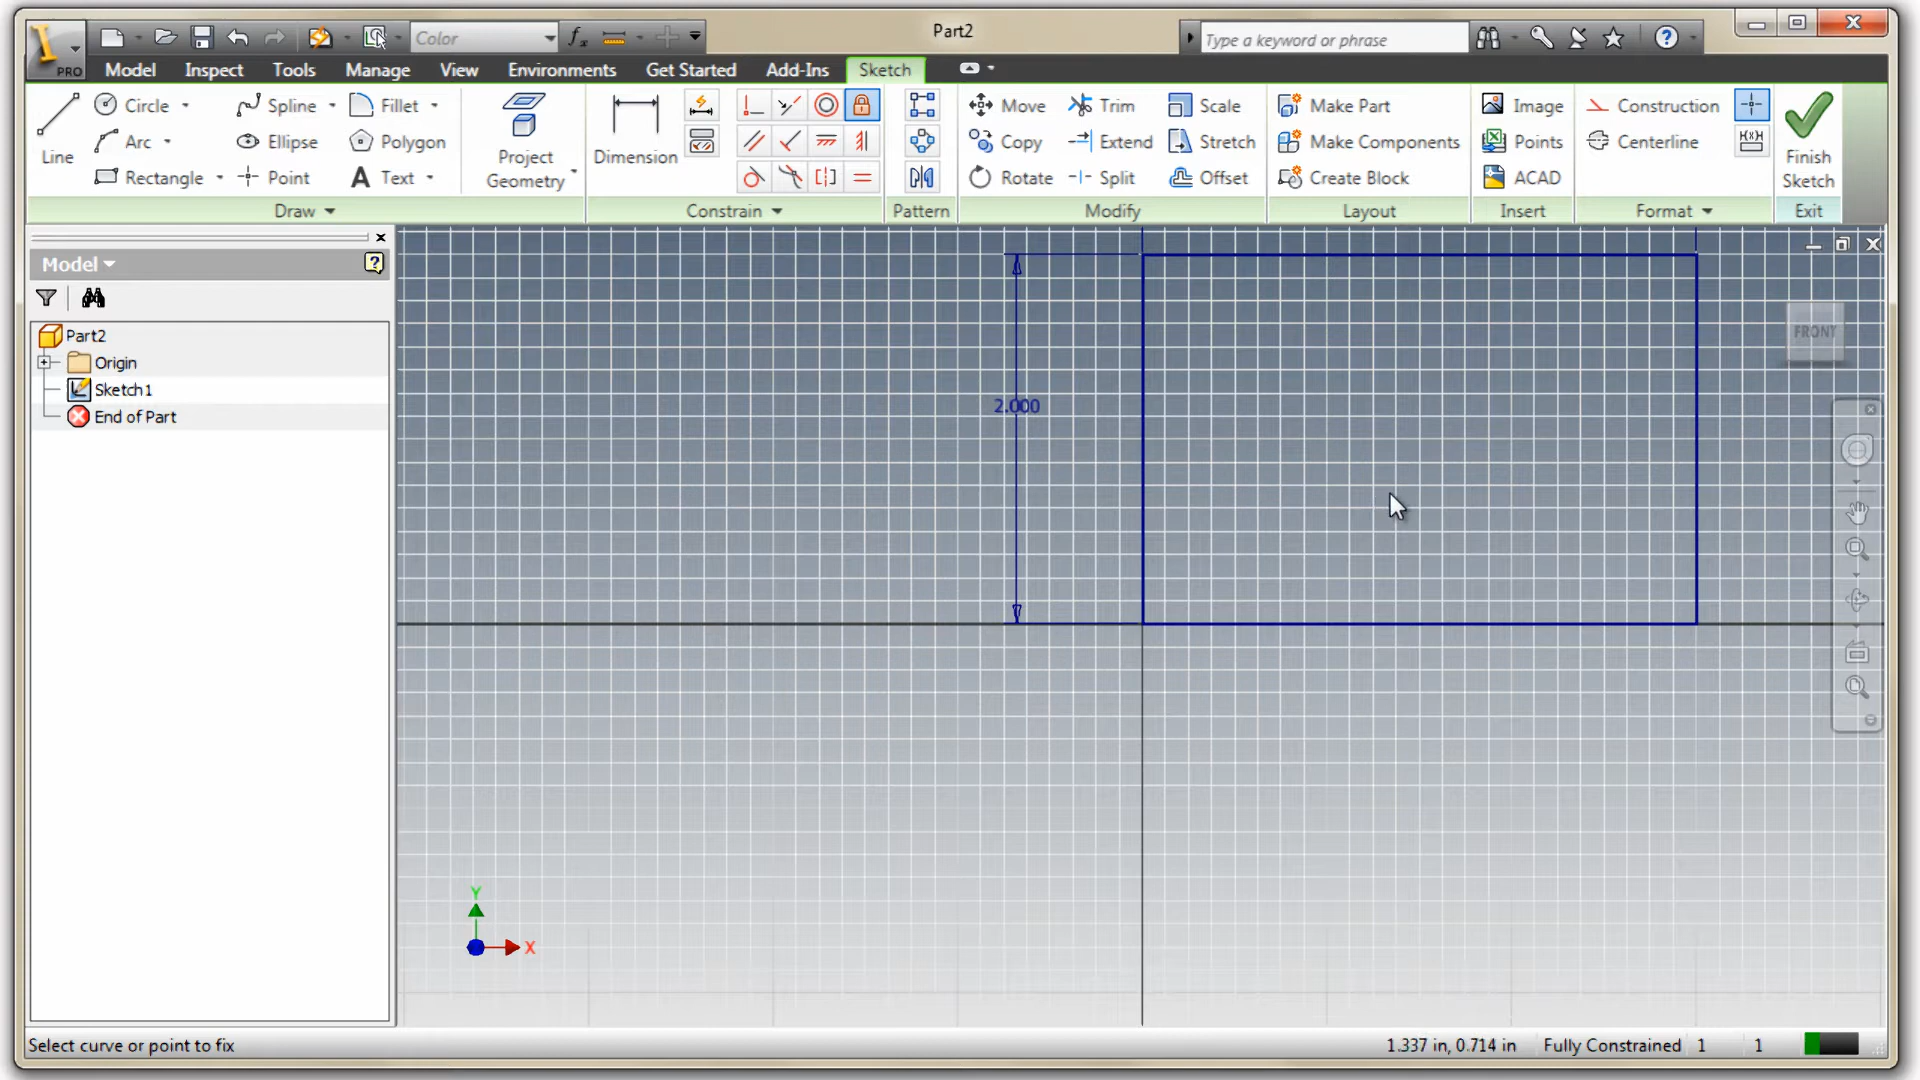 PRO
Color
fx
Part2
Type a keyword or phrase
?
Model
Inspect
Tools
Manage
View
Environments
Get Started
Add-Ins
Sketch
Line
Circle
Arc
Rectangle
Spline
Ellipse
Point
Fillet
Polygon
A Text
Project
Geometry
Dimension
Move
Copy
Rotate
Trim
Extend
Split
Scale
Stretch
Offset
Make Part
Make Components
Create Block
Image
Points
ACAD
Construction
Centerline
Finish
Sketch
Draw
Constrain
Pattern
Modify
Layout
Insert
Format
Exit
Model
?
Part2
Origin
Sketch1
End of Part
2.000
FRONT
Y
X
Select curve or point to fix
1.337 in, 0.714 in
Fully Constrained
1
1